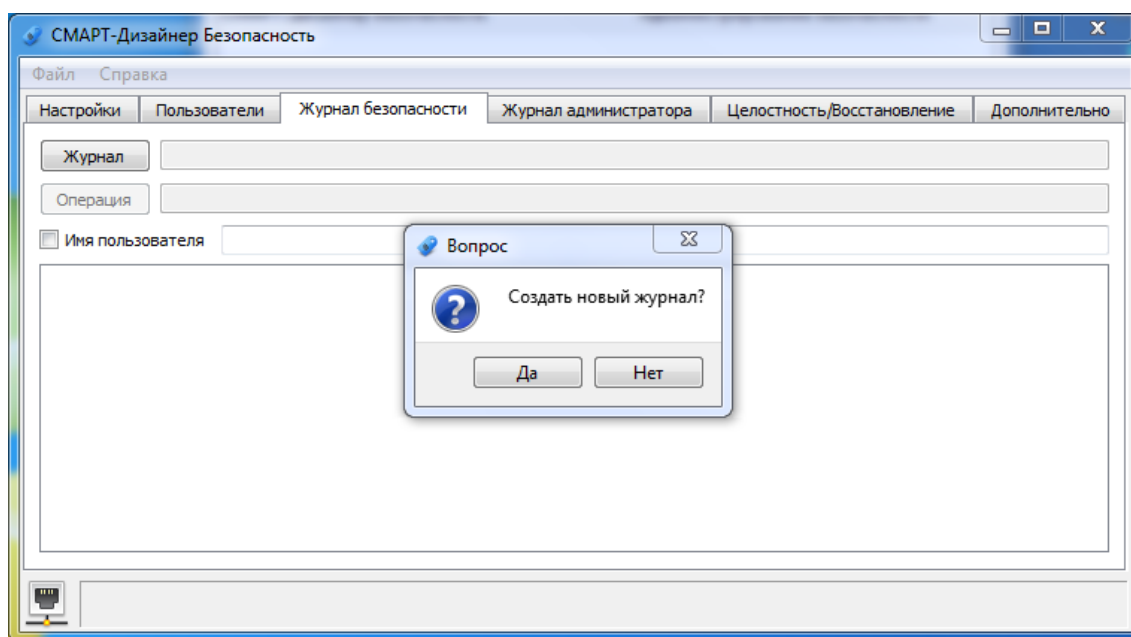 СМАРТ-Дизайнер Безопасность
Файл Справка
Настройки Пользователи Журнал безопасности Журнал администратора Целостность/Восстановление Дополнительно
Журнал
Операция
Имя пользователя
Вопрос
Создать новый журнал?
Да Нет